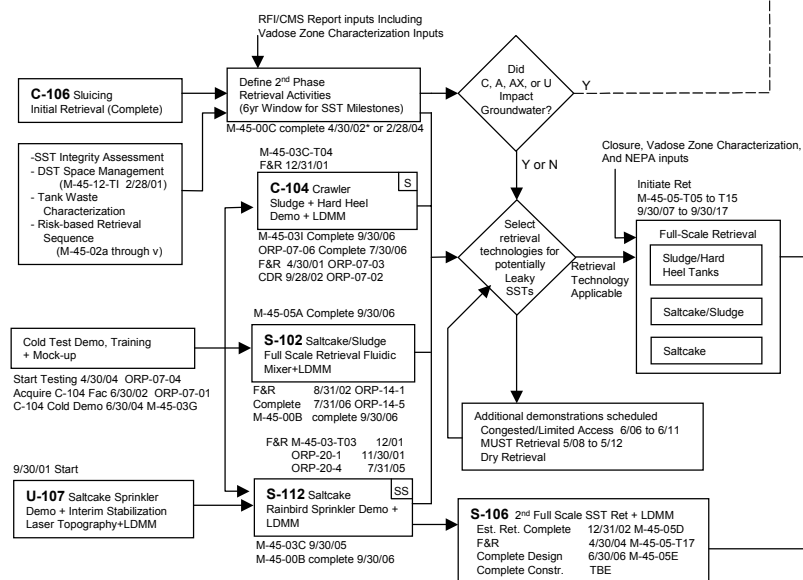 RFI/CMS Report inputs Including
Vadose Zone Characterization Inputs
C-106 Sluicing
Initial Retrieval (Complete)
Define 2nd Phase
Retrieval Activities
(6yr Window for SST Milestones)
M-45-00C complete 4/30/02* or 2/28/04
Did
C, A, AX, or U
Impact
Groundwater?
Y
Y or N
-SST Integrity Assessment
- DST Space Management
(M-45-12-TI 2/28/01)
- Tank Waste
Characterization
- Risk-based Retrieval
Sequence
(M-45-02a through v)
M-45-03C-T04
F&R 12/31/01
C-104 Crawler
S
Sludge + Hard Heel
Demo + LDMM
M-45-03I Complete 9/30/06
ORP-07-06 Complete 7/30/06
F&R 4/30/01 ORP-07-03
CDR 9/28/02 ORP-07-02
Select
retrieval
technologies for
potentially
Leaky
SSTs
Retrieval
Technology
Applicable
Closure, Vadose Zone Characterization,
And NEPA inputs
Initiate Ret
M-45-05-T05 to T15
9/30/07 to 9/30/17
Full-Scale Retrieval
Sludge/Hard
Heel Tanks
Saltcake/Sludge
Saltcake
Cold Test Demo, Training
+ Mock-up
Start Testing 4/30/04 ORP-07-04
Acquire C-104 Fac 6/30/02 ORP-07-01
C-104 Cold Demo 6/30/04 M-45-03G
M-45-05A Complete 9/30/06
S-102 Saltcake/Sludge
Full Scale Retrieval Fluidic
Mixer+LDMM
F&R 8/31/02 ORP-14-1
Complete 7/31/06 ORP-14-5
M-45-00B complete 9/30/06
Additional demonstrations scheduled
Congested/Limited Access 6/06 to 6/11
MUST Retrieval 5/08 to 5/12
Dry Retrieval
9/30/01 Start
U-107 Saltcake Sprinkler
Demo + Interim Stabilization
Laser Topography+LDMM
F&R M-45-03-T03 12/01
ORP-20-1 11/30/01
ORP-20-4 7/31/05
S-112 Saltcake
SS
Rainbird Sprinkler Demo +
LDMM
M-45-03C 9/30/05
M-45-00B complete 9/30/06
S-106 2nd Full Scale SST Ret + LDMM
Est. Ret. Complete 12/31/02 M-45-05D
F&R 4/30/04 M-45-05-T17
Complete Design 6/30/06 M-45-05E
Complete Constr. TBE